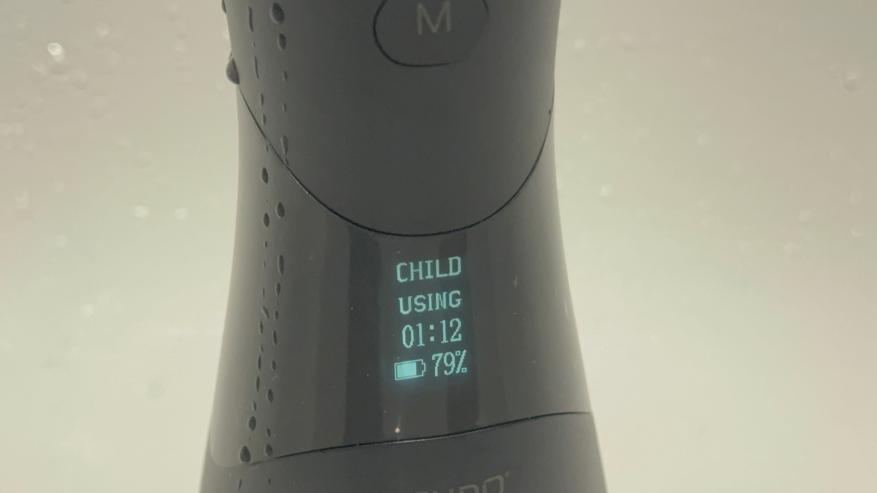 M
CHILD
USING
01:12
79%